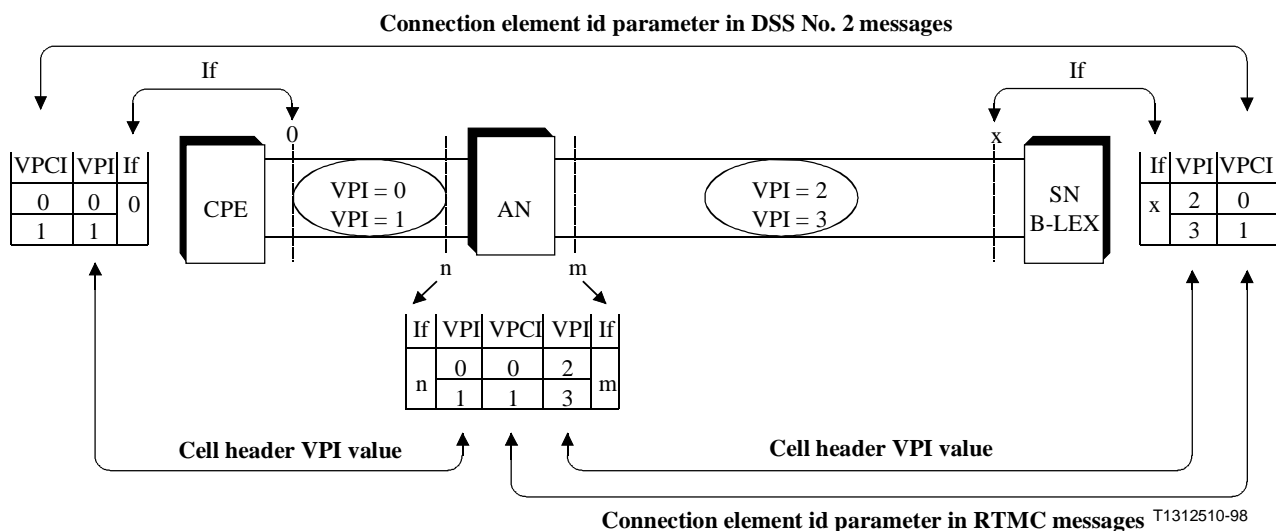 Connection element id parameter in DSS No. 2 messages
If
If
0
x
VPCI VPI If
0 0 0
1 1
CPE
VPI = 0
VPI = 1
AN
VPI = 2
VPI = 3
SN
B-LEX
If VPI VPCI
x 2 0
3 1
n
m
If VPI VPCI VPI If
n 0 0 2 m
1 1 3
Cell header VPI value
Cell header VPI value
Connection element id parameter in RTMC messages T1312510-98